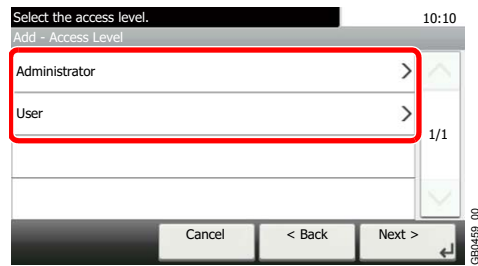 Select the access level.
10:10
Add - Access Level
Administrator
User
1/1
Cancel
< Back
Next >
GB0459_00